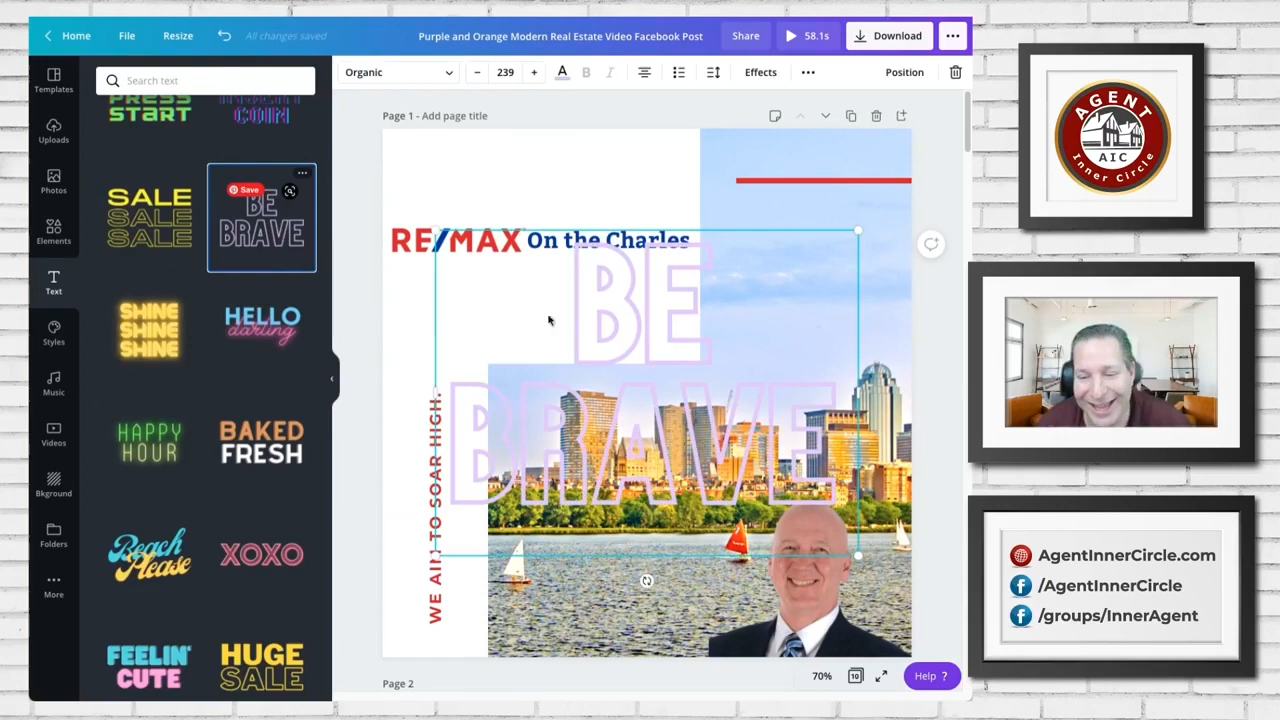 Home File Resize All changes saved Purple and Orange Modern Real Estate Video Facebook Post Share 58.1s Download
Templates
Uploads
Photos
Elements
Text
Styles
Music
Videos
Bkground
Folders
More
Search text
PRESS
START
INSERT
COIN
SALE
SALE
SALE
Save
BE
BRAVE
SHINE
SHINE
SHINE
HELLO
darling
HAPPY
HOUR
BAKED
FRESH
Beach
Please
XOXO
FEELIN'
CUTE
HUGE
SALE
Organic 239 A B I Effects Position
Page 1 - Add page title
RE/MAX On the Charles
BE
BRAVE
WE AIM TO SOAR HIGH.
Page 2
70% 10 Help ?
AGENT
AIC
Inner Circle
AgentInnerCircle.com
/AgentInnerCircle
/groups/InnerAgent